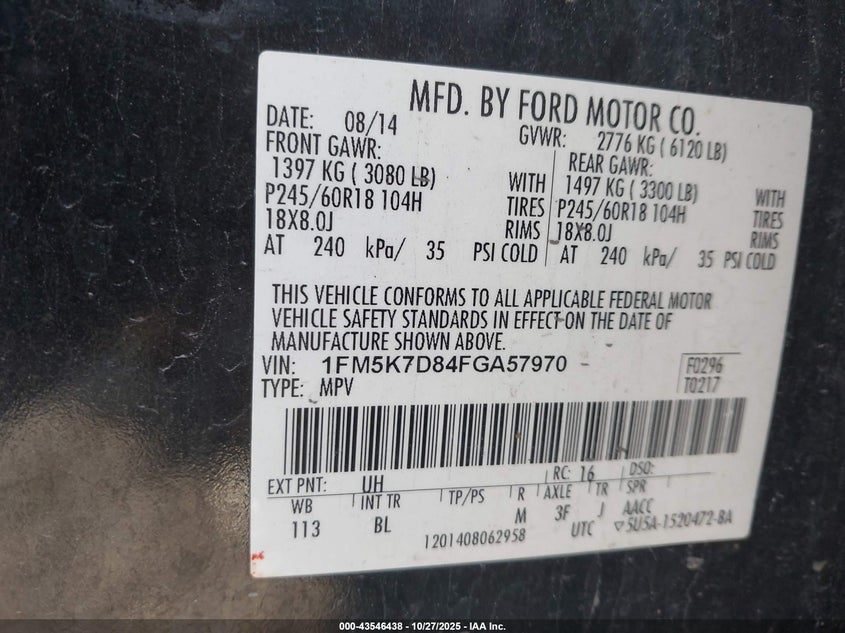 MFD. BY FORD MOTOR CO.
DATE: 08/14
GVWR: 2776 KG ( 6120 LB)
FRONT GAWR:
1397 KG ( 3080 LB) WITH
P245/60R18 104H TIRES
18X8.0J RIMS
AT 240 kPa/ 35 PSI COLD
REAR GAWR:
1497 KG ( 3300 LB) WITH
P245/60R18 104H TIRES
18X8.0J RIMS
AT 240 kPa/ 35 PSI COLD
THIS VEHICLE CONFORMS TO ALL APPLICABLE FEDERAL MOTOR
VEHICLE SAFETY STANDARDS IN EFFECT ON THE DATE OF
MANUFACTURE SHOWN ABOVE.
VIN: 1FM5K7D84FGA57970
F0296
TYPE: MPV
T0217
EXT PNT: UH RC: 16 DSO:
WB INT TR TP/PS R AXLE TR SPR
113 BL M 3F J AACC
1201408062958 UTC ▽5U5A-1520472-BA
000-43546438 - 10/27/2025 - IAA Inc.